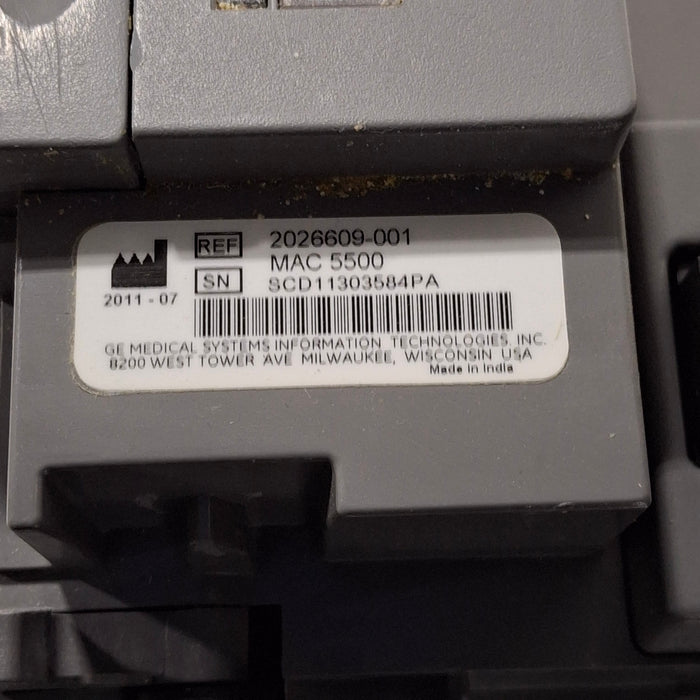 REF 2026609-001
MAC 5500
SN SCD11303584PA
2011-07
GE MEDICAL SYSTEMS INFORMATION TECHNOLOGIES, INC.
8200 WEST TOWER AVE MILWAUKEE, WISCONSIN USA
Made in India